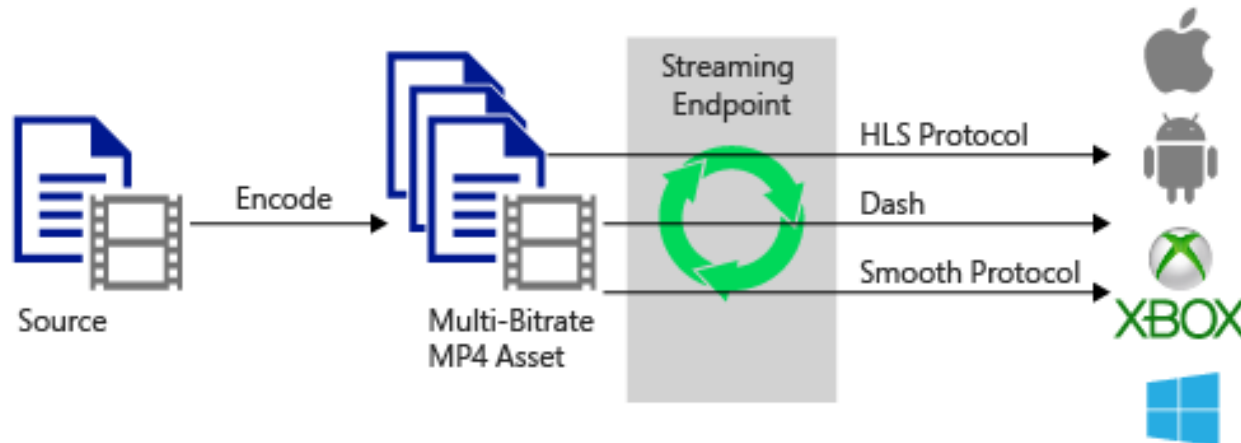 Streaming
Endpoint
HLS Protocol
Encode
Dash
Smooth Protocol
Source
Multi-Bitrate
MP4 Asset
XBOX